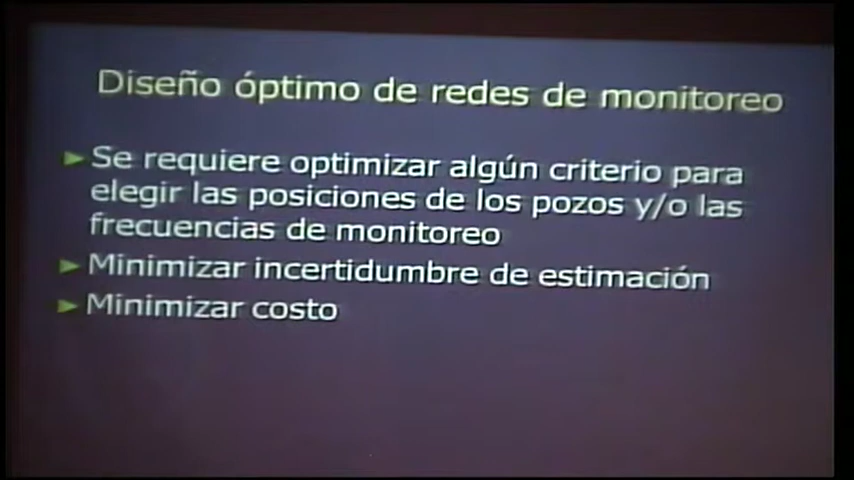 Diseño óptimo de redes de monitoreo
Se requiere optimizar algún criterio para
elegir las posiciones de los pozos y/o las
frecuencias de monitoreo
Minimizar incertidumbre de estimación
Minimizar costo